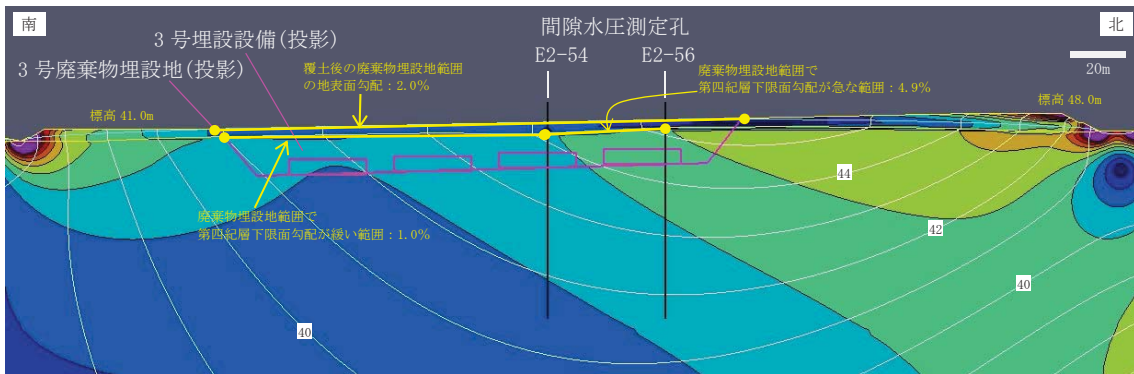 南
北
間隙水圧測定孔
E2-54
E2-56
20m
3号埋設設備(投影)
3号廃棄物埋設地(投影)
覆土後の廃棄物埋設地範囲
の地表面勾配：2.0%
廃棄物埋設地範囲で
第四紀層下限面勾配が急な範囲：4.9%
標高 41.0m
標高 48.0m
44
42
40
廃棄物埋設地範囲で
第四紀層下限面勾配が緩い範囲：1.0%
40